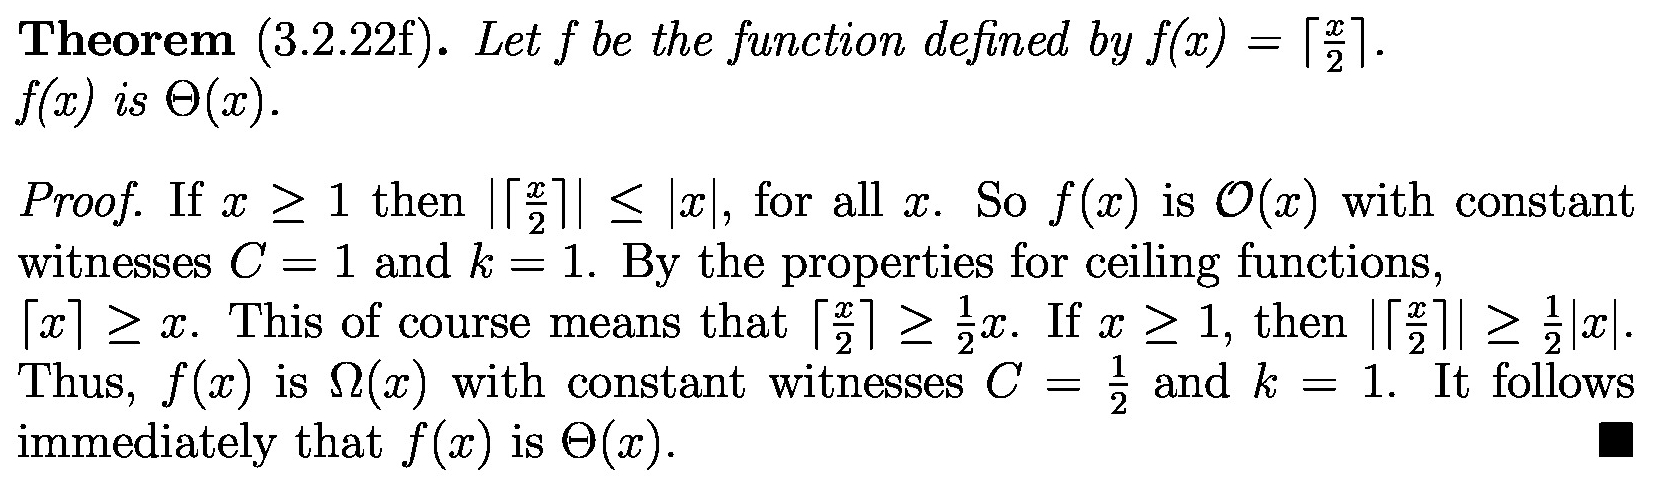 Theorem (3.2.22f). Let f be the function defined by f(x) = ⌈x/2⌉.
f(x) is Θ(x).
Proof. If x ≥ 1 then |⌈x/2⌉| ≤ |x|, for all x. So f(x) is 𝒪(x) with constant
witnesses C = 1 and k = 1. By the properties for ceiling functions,
⌈x⌉ ≥ x. This of course means that ⌈x/2⌉ ≥ 1/2x. If x ≥ 1, then |⌈x/2⌉| ≥ 1/2|x|.
Thus, f(x) is Ω(x) with constant witnesses C = 1/2 and k = 1. It follows
immediately that f(x) is Θ(x). ■